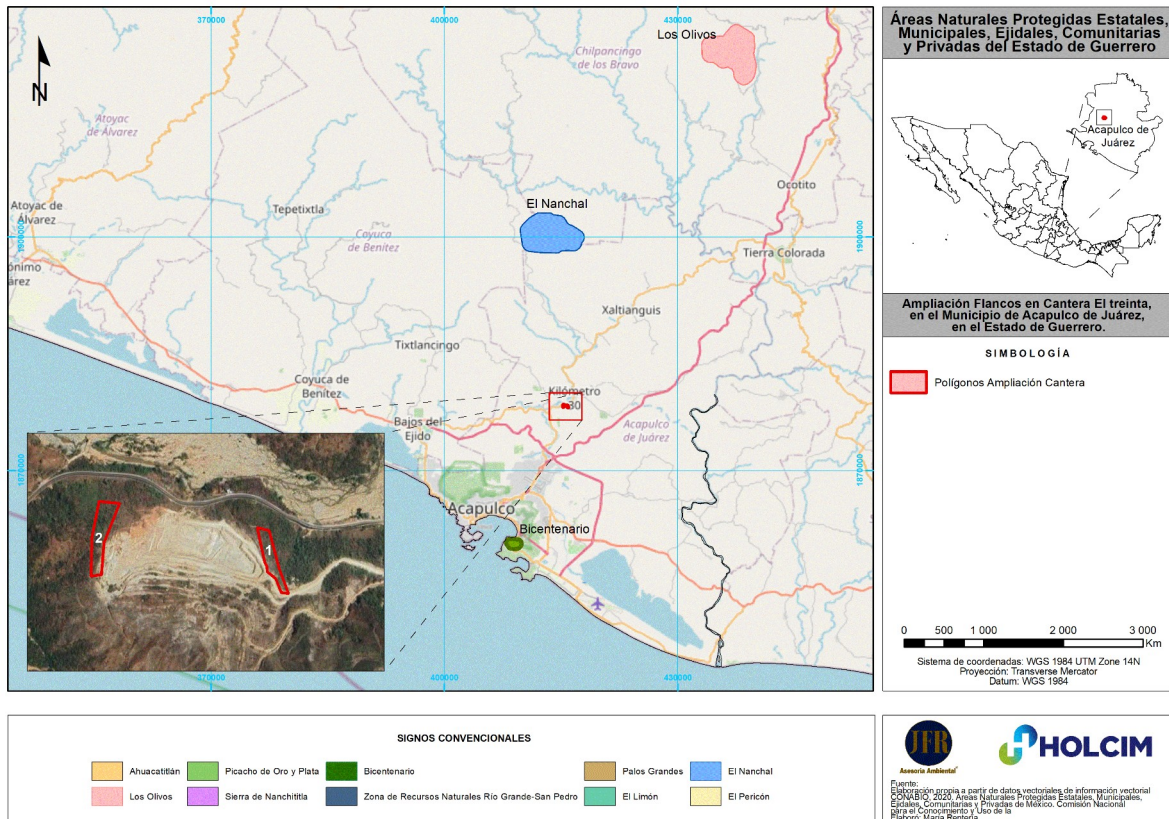 370000
400000
430000
N
Los Olivos
Chilpancingo
de los Bravo
Atoyac
de Álvarez
Atoyac de
Álvarez
Tepetixtla
El Nanchal
Ocotito
Coyuca
de Benítez
1900000
1900000
Tierra Colorada
ónimo
árez
Xaltianguis
Tixtlancingo
Coyuca de
Benítez
Kilómetro
30
Bajos del
Ejido
Acapulco
de Juárez
1870000
1870000
Acapulco
Bicentenario
2
1
370000
400000
430000
Áreas Naturales Protegidas Estatales,
Municipales, Ejidales, Comunitarias
y Privadas del Estado de Guerrero
Acapulco de
Juárez
Ampliación Flancos en Cantera El treinta,
en el Municipio de Acapulco de Juárez,
en el Estado de Guerrero.
SIMBOLOGÍA
Polígonos Ampliación Cantera
0 500 1 000 2 000 3 000
Km
Sistema de coordenadas: WGS 1984 UTM Zone 14N
Proyección: Transverse Mercator
Datum: WGS 1984
SIGNOS CONVENCIONALES
Ahuacatitlán Picacho de Oro y Plata Bicentenario Palos Grandes El Nanchal
Los Olivos Sierra de Nanchititla Zona de Recursos Naturales Río Grande-San Pedro El Limón El Pericón
JFR
Asesoria Ambiental
HOLCIM
Fuente:
Elaboración propia a partir de datos vectoriales de información vectorial
CONABIO, 2020, Áreas Naturales Protegidas Estatales, Municipales,
Ejidales, Comunitarias y Privadas de México. Comisión Nacional
para el Conocimiento y Uso de la
Elaboró: María Rentería